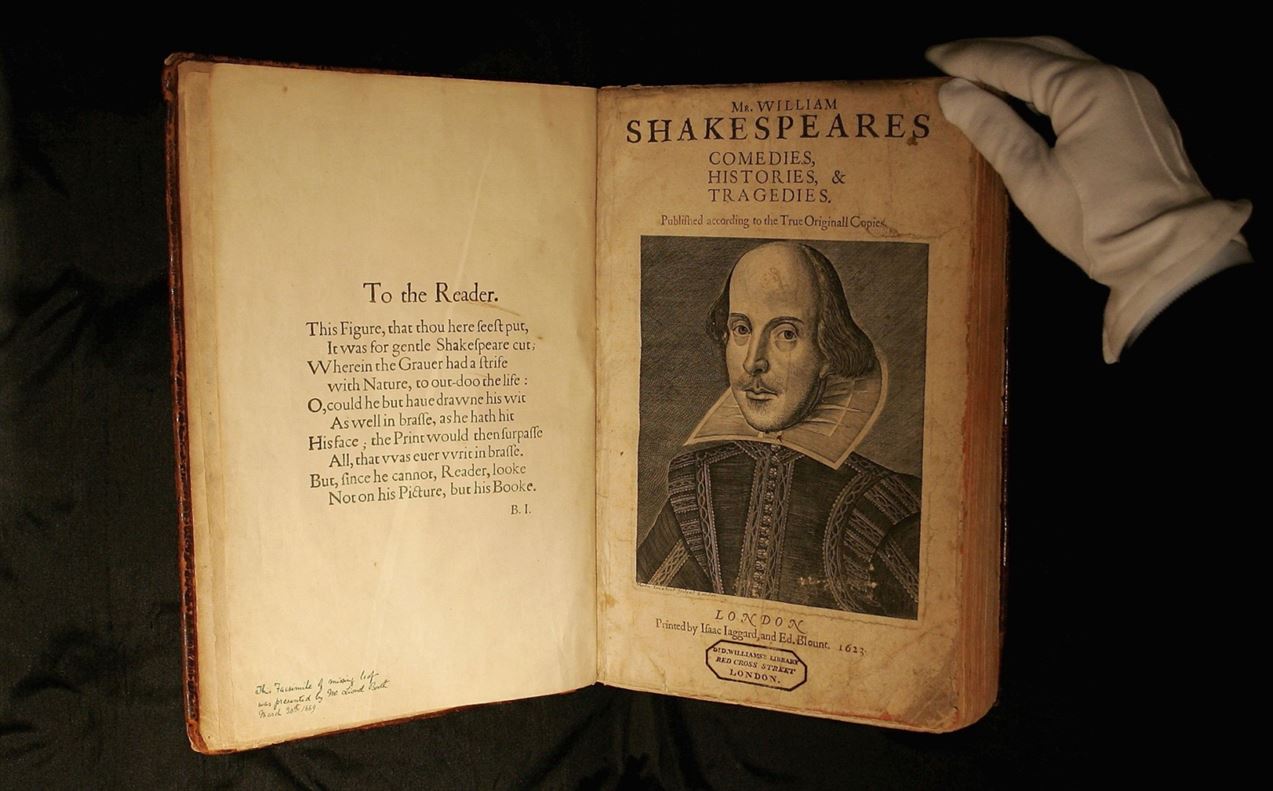 To the Reader.
This Figure, that thou here ſeeſt put,
It was for gentle Shakeſpeare cut;
Wherein the Grauer had a ſtrife
with Nature, to out-doo the life :
O, could he but haue dravvne his wit
As well in braſſe, as he hath hit
His face ; the Print would then ſurpaſſe
All, that vvas euer vvrit in braſſe.
But, ſince he cannot, Reader, looke
Not on his Picture, but his Booke.
B. I.
This Facsimile of missing leaf
was presented by Mr Lionel Booth
March 30th 1869
Mr. WILLIAM
SHAKESPEARES
COMEDIES,
HISTORIES, &
TRAGEDIES.
Publiſhed according to the True Originall Copies.
LONDON
Printed by Iſaac Iaggard, and Ed. Blount. 1623.
DR. D. WILLIAMS'S LIBRARY
RED CROSS STREET
LONDON.